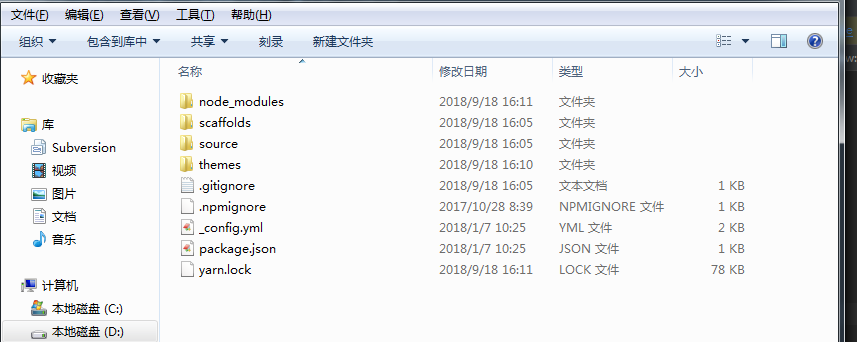 文件(F) 编辑(E) 查看(V) 工具(T) 帮助(H)
组织 包含到库中 共享 刻录 新建文件夹
收藏夹
库
Subversion
视频
图片
文档
音乐
计算机
本地磁盘 (C:)
本地磁盘 (D:)
名称 修改日期 类型 大小
node_modules 2018/9/18 16:11 文件夹
scaffolds 2018/9/18 16:05 文件夹
source 2018/9/18 16:05 文件夹
themes 2018/9/18 16:10 文件夹
.gitignore 2018/9/18 16:05 文本文档 1 KB
.npmignore 2017/10/28 8:39 NPMIGNORE 文件 1 KB
_config.yml 2018/1/7 10:25 YML 文件 2 KB
package.json 2018/1/7 10:25 JSON 文件 1 KB
yarn.lock 2018/9/18 16:11 LOCK 文件 78 KB